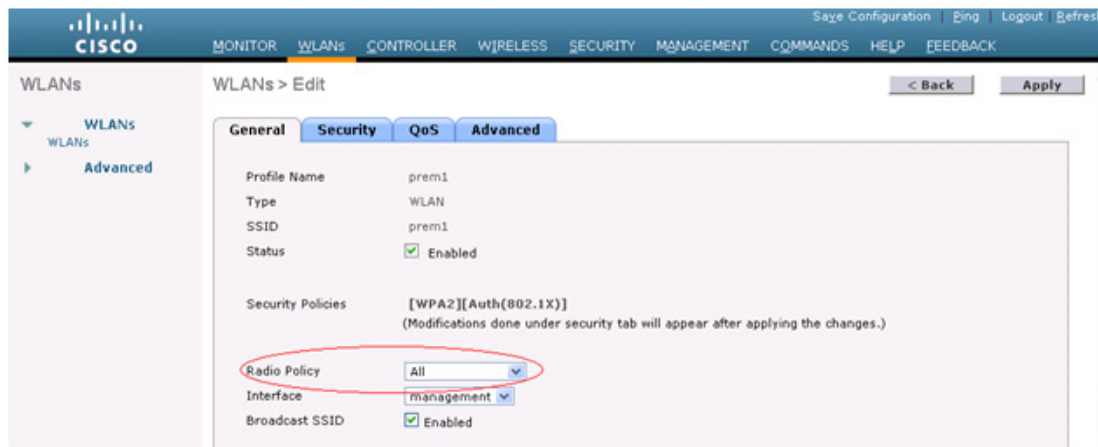 Save Configuration | Ping | Logout | Refresh
CISCO
MONITOR WLANs CONTROLLER WIRELESS SECURITY MANAGEMENT COMMANDS HELP FEEDBACK
WLANs
WLANs > Edit
< Back
Apply
WLANs
WLANs
Advanced
General Security QoS Advanced
Profile Name prem1
Type WLAN
SSID prem1
Status Enabled
Security Policies [WPA2][Auth(802.1X)]
(Modifications done under security tab will appear after applying the changes.)
Radio Policy All
Interface management
Broadcast SSID Enabled